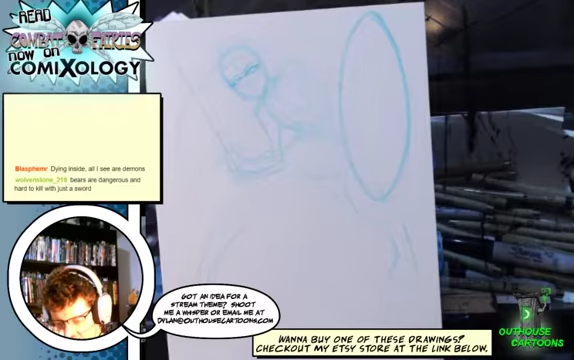 READ
COMBAT FAIRIES
NOW ON
COMIXOLOGY
Blasphemr: Dying inside, all I see are demons
wolvenstone_216 bears are dangerous and
hard to kill with just a sword
GOT AN IDEA FOR A
STREAM THEME? SHOOT
ME A WHISPER OR EMAIL ME AT
DYLAN@OUTHOUSECARTOONS.COM
WANNA BUY ONE OF THESE DRAWINGS?
CHECKOUT MY ETSY STORE AT THE LINK BELOW.
OUTHOUSE
CARTOONS